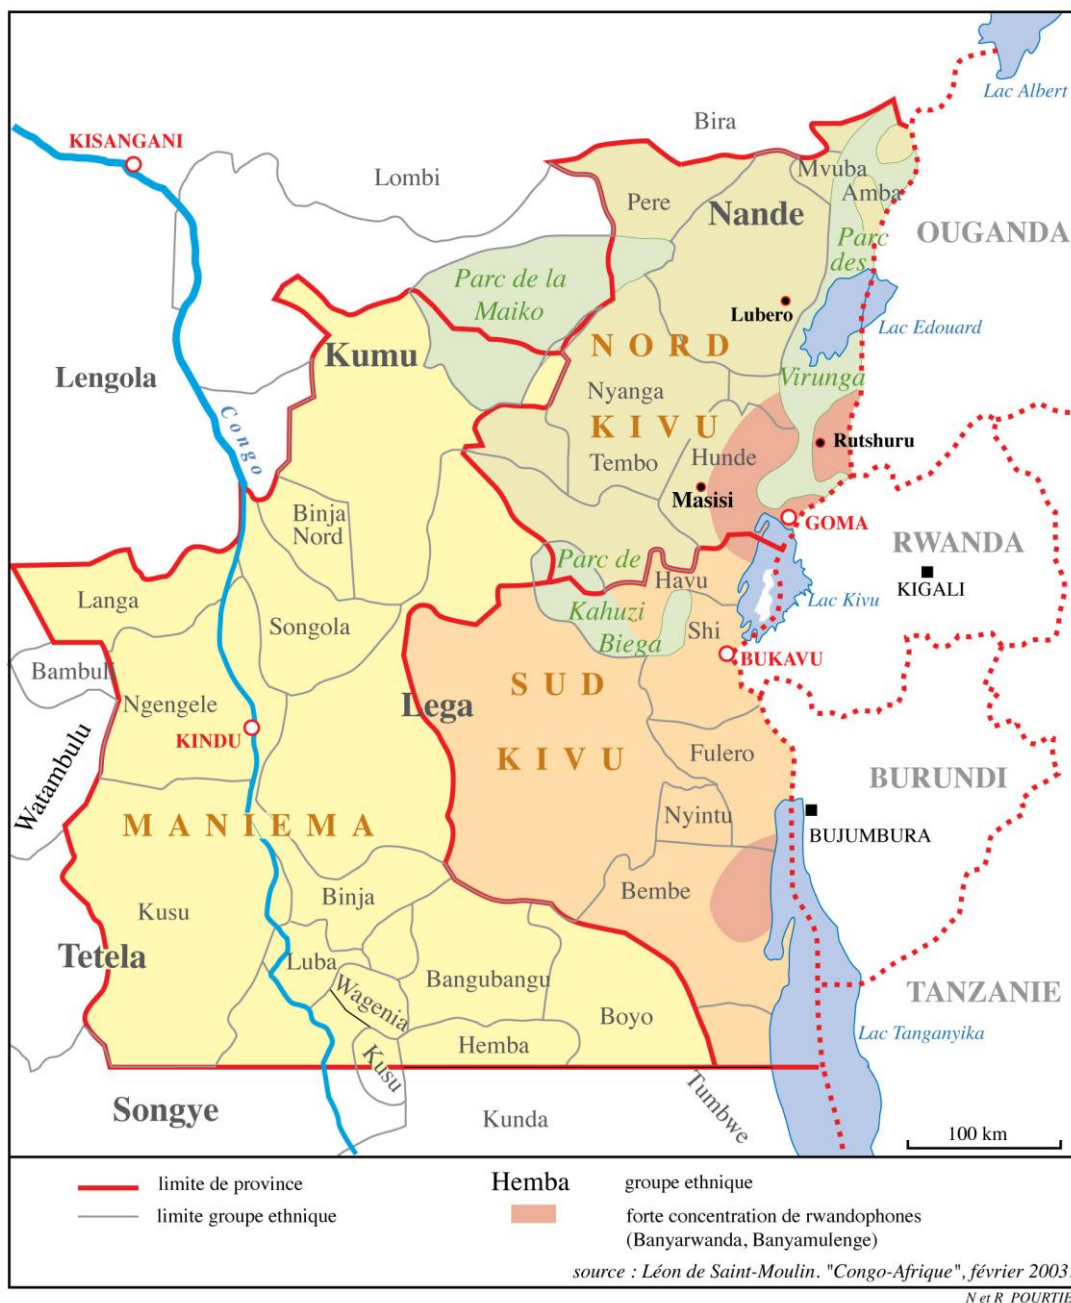 Lac Albert
Bira
KISANGANI
Lombi
Mvuba
Pere
Amba
Nande
OUGANDA
Parc
des
Parc de la
Maiko
Lubero
Lac Edouard
NORD
Kumu
Lengola
Virunga
Nyanga
Congo
KIVU
Rutshuru
Hunde
Tembo
Masisi
Binja
Nord
GOMA
RWANDA
Parc de
Havu
KIGALI
Langa
Lac Kivu
Kahuzi
Songola
Shi
Biega
Bambuli
BUKAVU
SUD
Ngengele
Lega
KINDU
Fulero
KIVU
Watambulu
BURUNDI
Nyintu
MANIEMA
BUJUMBURA
Bembe
Binja
Kusu
Tetela
Luba
Bangubangu
Wagenia
TANZANIE
Boyo
Lac Tanganyika
Hemba
Kusu
Tumbwe
Songye
Kunda
100 km
limite de province
Hemba
groupe ethnique
limite groupe ethnique
forte concentration de rwandophones
(Banyarwanda, Banyamulenge)
source : Léon de Saint-Moulin. "Congo-Afrique", février 2003.
N et R POURTIE